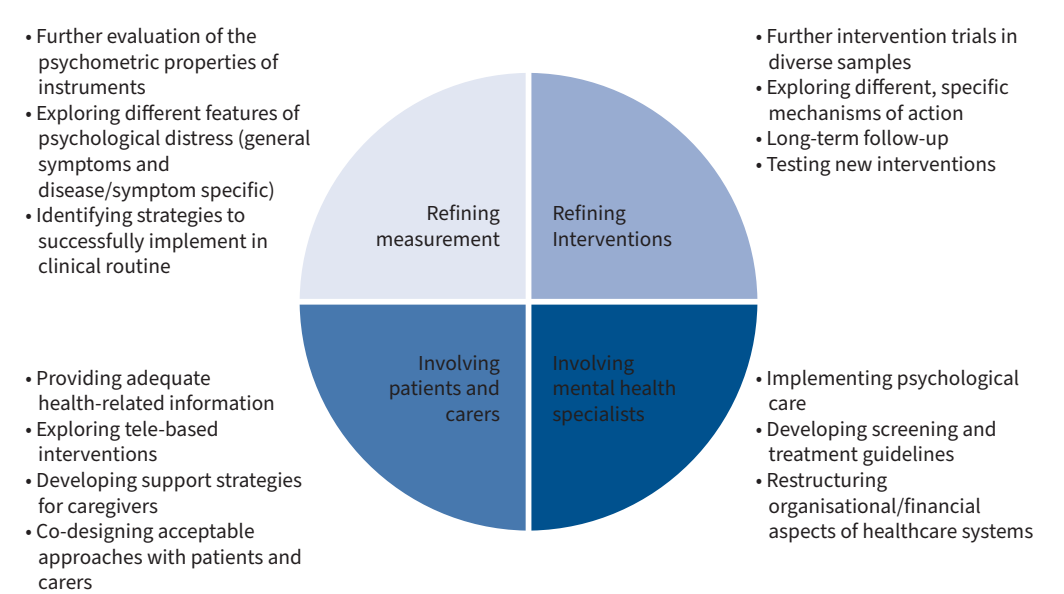 • Further evaluation of the
psychometric properties of
instruments
• Exploring different features of
psychological distress (general
symptoms and
disease/symptom specific)
• Identifying strategies to
successfully implement in
clinical routine
• Further intervention trials in
diverse samples
• Exploring different, specific
mechanisms of action
• Long-term follow-up
• Testing new interventions
Refining
measurement
Refining
Interventions
Involving
patients and
carers
Involving
mental health
specialists
• Providing adequate
health-related information
• Exploring tele-based
interventions
• Developing support strategies
for caregivers
• Co-designing acceptable
approaches with patients and
carers
• Implementing psychological
care
• Developing screening and
treatment guidelines
• Restructuring
organisational/financial
aspects of healthcare systems